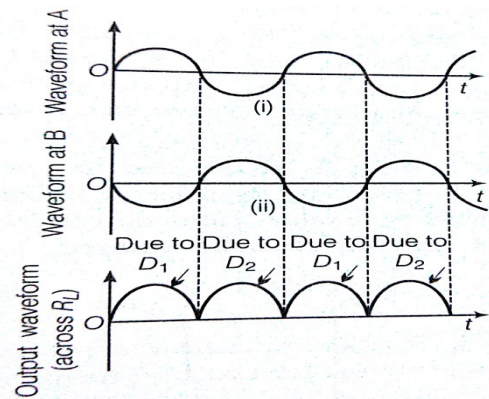 Waveform at A
O
t
(i)
Waveform at B
O
t
(ii)
Due to Due to Due to Due to
D1 D2 D1 D2
Output waveform
(across RL)
O
t